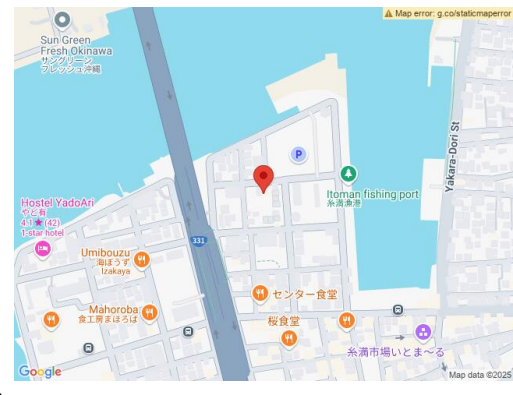 Map error: g.co/staticmaperror
Sun Green
Fresh Okinawa
サングリーン
フレッシュ沖縄
P
Yakara-Dori St
Itoman fishing port
糸満漁港
Hostel YadoAri
やど有
4.1★(42)
1-star hotel
331
Umibouzu
海ぼうず
Izakaya
センター食堂
Mahoroba
食工房まほろば
桜食堂
糸満市場いとま〜る
Google
Map data ©2025